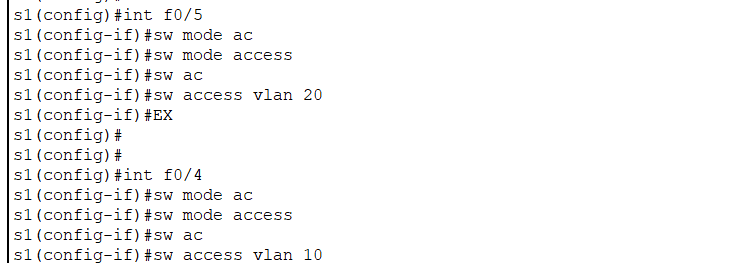 s1(config)#int f0/5
s1(config-if)#sw mode ac
s1(config-if)#sw mode access
s1(config-if)#sw ac
s1(config-if)#sw access vlan 20
s1(config-if)#EX
s1(config)#
s1(config)#
s1(config)#int f0/4
s1(config-if)#sw mode ac
s1(config-if)#sw mode access
s1(config-if)#sw ac
s1(config-if)#sw access vlan 10